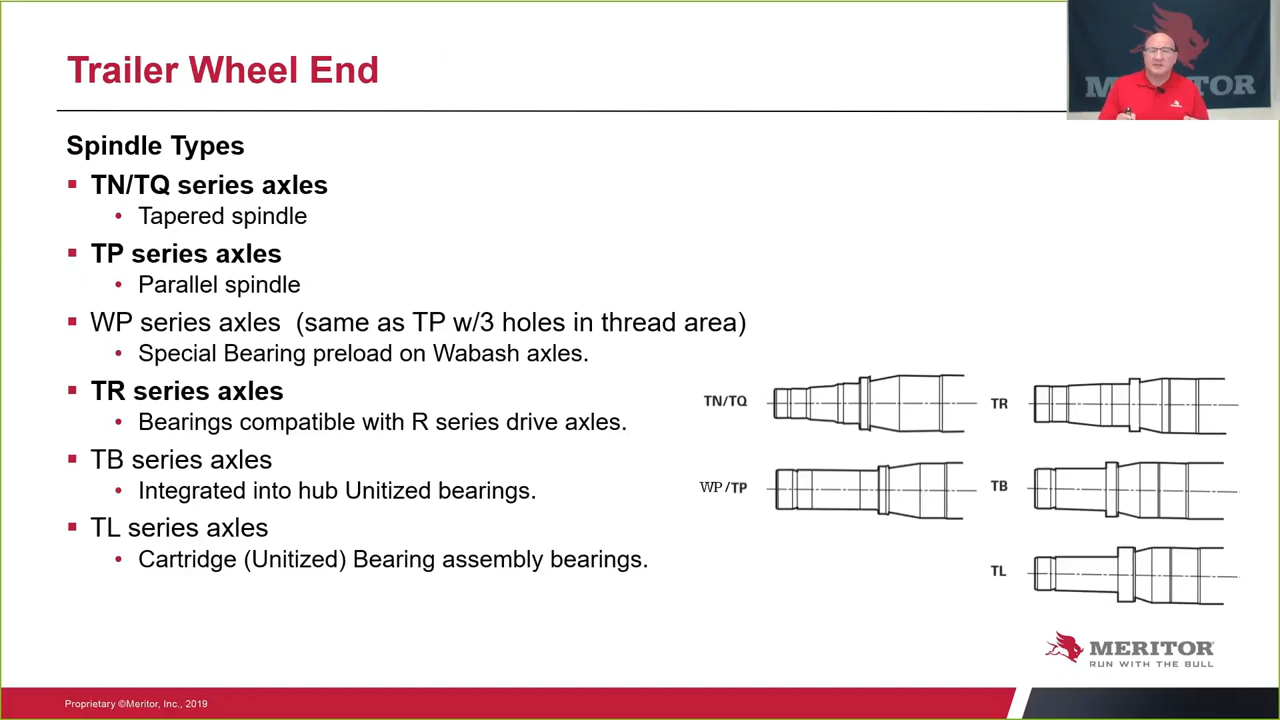 Trailer Wheel End
MERITOR
Spindle Types
▪ TN/TQ series axles
• Tapered spindle
▪ TP series axles
• Parallel spindle
▪ WP series axles (same as TP w/3 holes in thread area)
• Special Bearing preload on Wabash axles.
▪ TR series axles
• Bearings compatible with R series drive axles.
▪ TB series axles
• Integrated into hub Unitized bearings.
▪ TL series axles
• Cartridge (Unitized) Bearing assembly bearings.
TN/TQ
TR
WP/TP
TB
TL
MERITOR
RUN WITH THE BULL
Proprietary ©Meritor, Inc., 2019